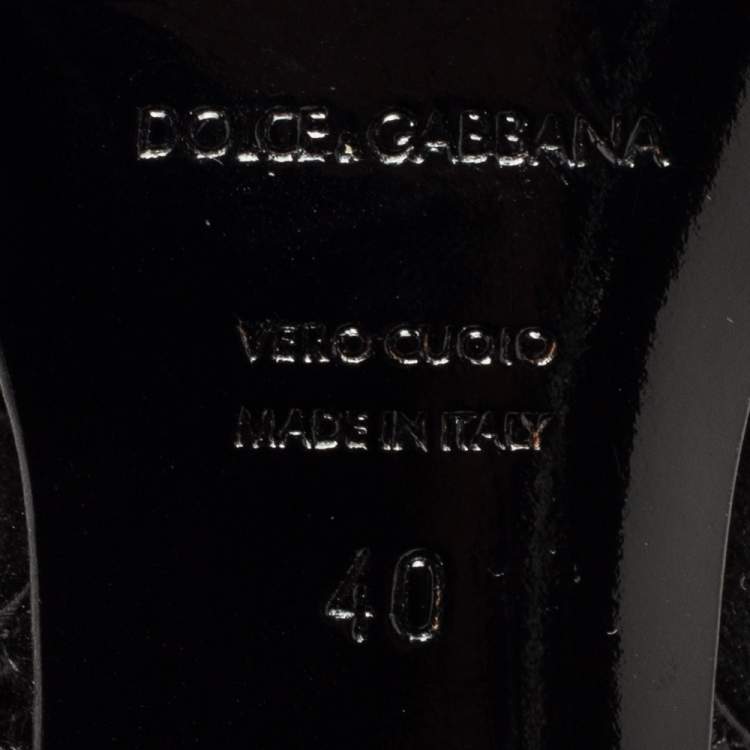 DOLCE & GABBANA
VERO CUOIO
MADE IN ITALY
40